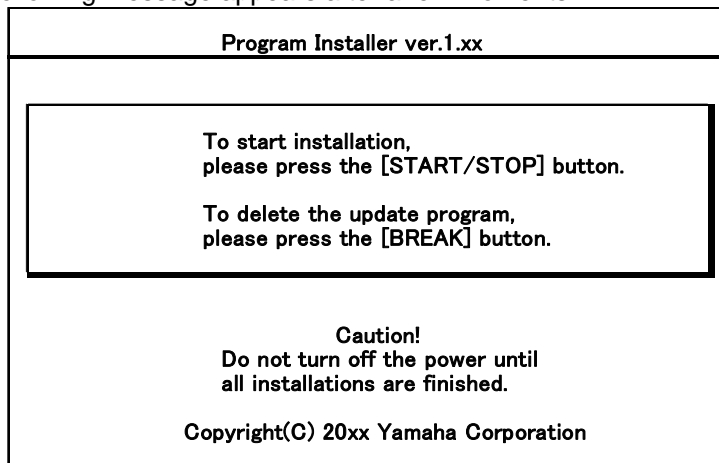 Program Installer ver.1.xx
To start installation,
please press the [START/STOP] button.
To delete the update program,
please press the [BREAK] button.
Caution!
Do not turn off the power until
all installations are finished.
Copyright(C) 20xx Yamaha Corporation